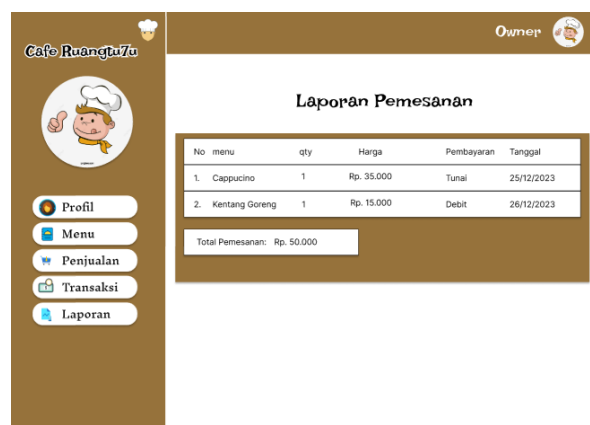 Cafe RuangtuZu
Owner
Profil
Menu
Penjualan
Transaksi
Laporan
Laporan Pemesanan
No menu qty Harga Pembayaran Tanggal
1. Cappucino 1 Rp. 35.000 Tunai 25/12/2023
2. Kentang Goreng 1 Rp. 15.000 Debit 26/12/2023
Total Pemesanan: Rp. 50.000